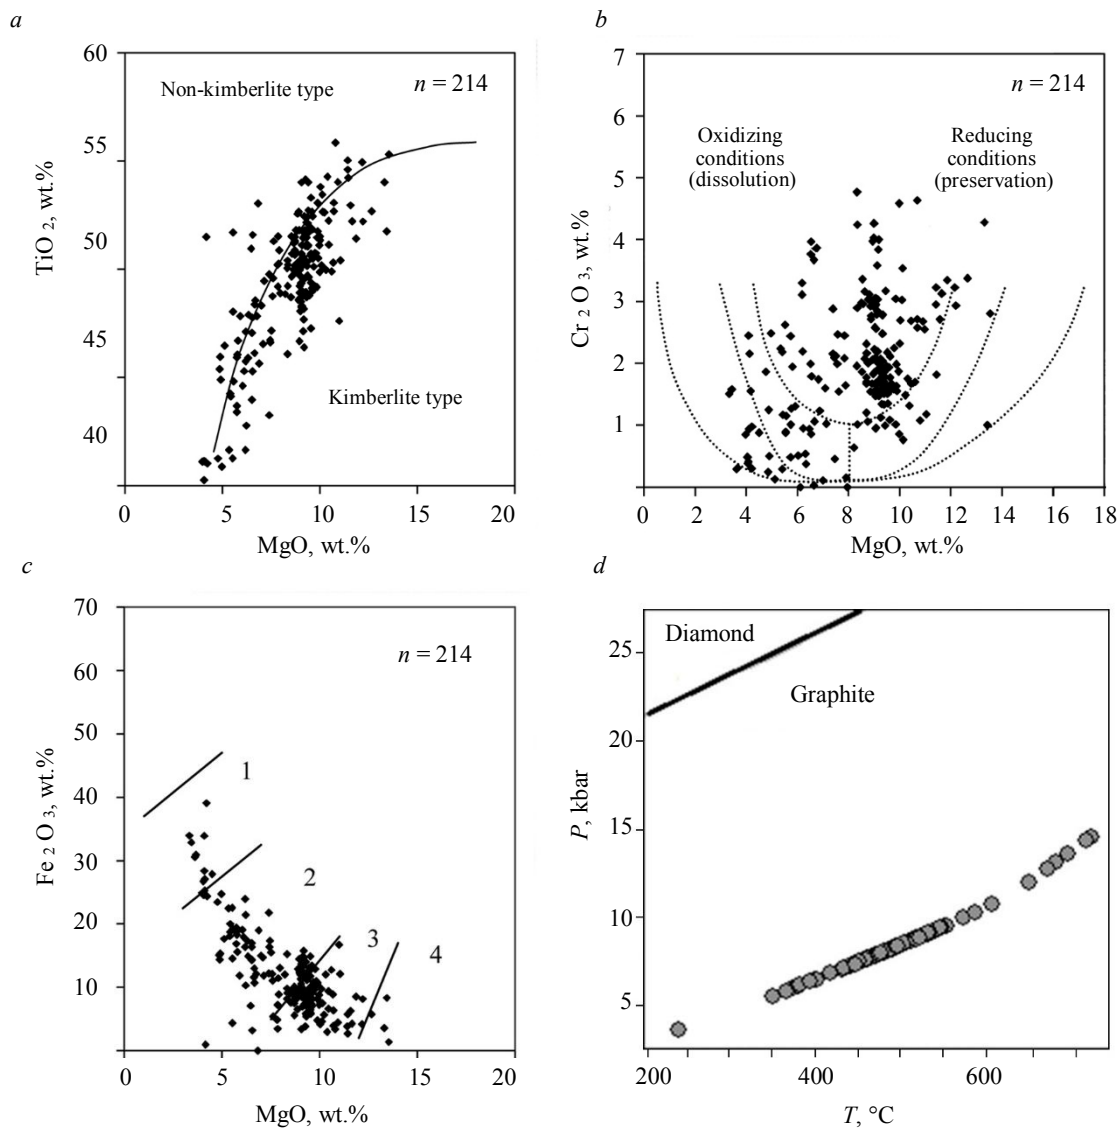 a
60
55
50
45
40
TiO 2, wt.%
Non-kimberlite type
n = 214
Kimberlite type
0 5 10 15 20
MgO, wt.%
b
7
6
5
4
3
2
1
Cr 2 O 3, wt.%
n = 214
Oxidizing
conditions
(dissolution)
Reducing
conditions
(preservation)
0 2 4 6 8 10 12 14 16 18
MgO, wt.%
c
70
60
50
40
30
20
10
Fe 2 O 3, wt.%
n = 214
1
2
3
4
0 5 10 15 20
MgO, wt.%
d
25
20
15
10
5
P, kbar
Diamond
Graphite
200 400 600
T, °C